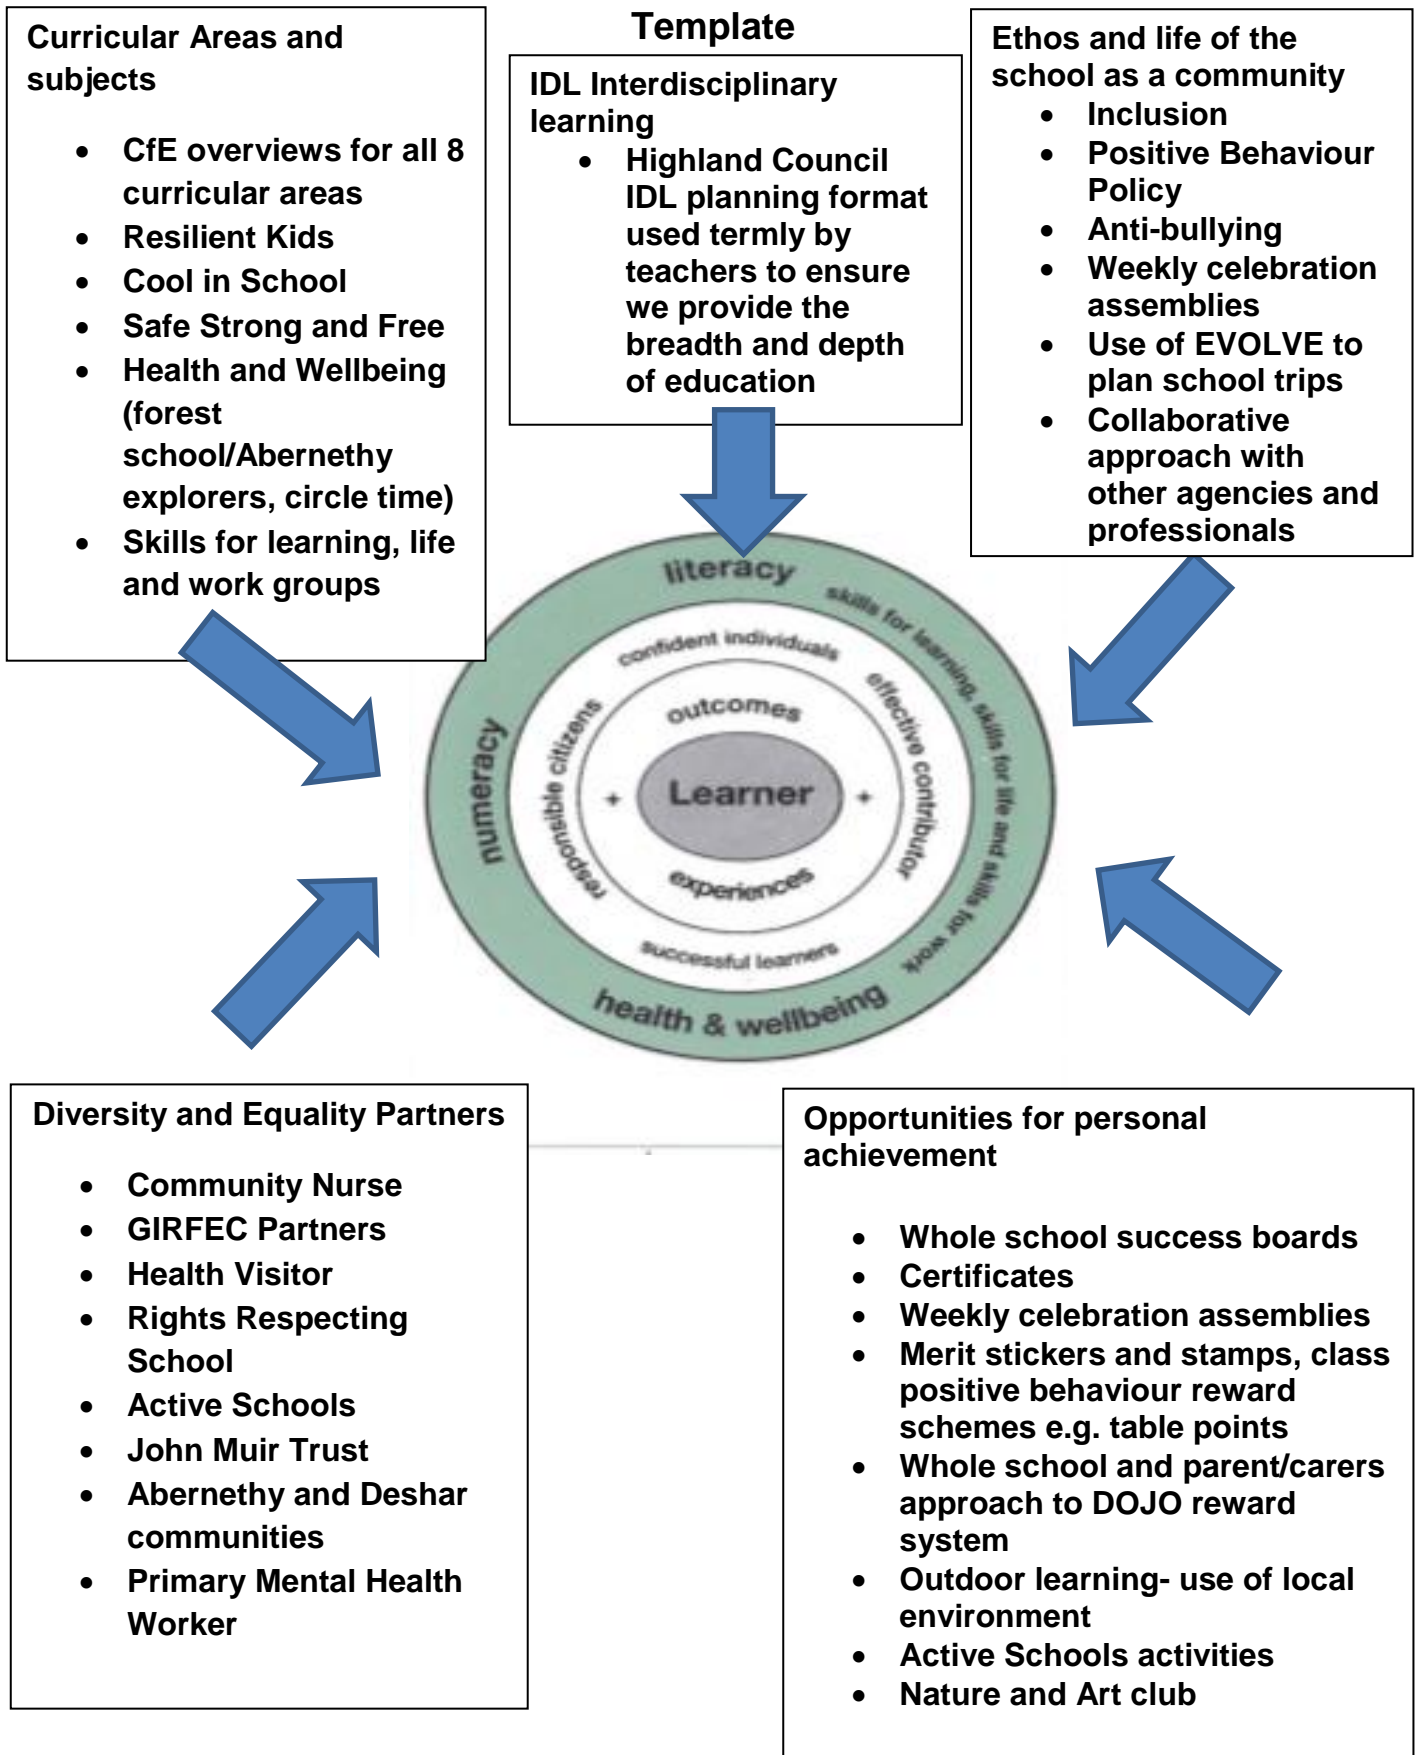 Template
Curricular Areas and
subjects
• CfE overviews for all 8
curricular areas
• Resilient Kids
• Cool in School
• Safe Strong and Free
• Health and Wellbeing
(forest
school/Abernethy
explorers, circle time)
• Skills for learning, life
and work groups
IDL Interdisciplinary
learning
• Highland Council
IDL planning format
used termly by
teachers to ensure
we provide the
breadth and depth
of education
Ethos and life of the
school as a community
• Inclusion
• Positive Behaviour
Policy
• Anti-bullying
• Weekly celebration
assemblies
• Use of EVOLVE to
plan school trips
• Collaborative
approach with
other agencies and
professionals
literacy
skills for learning, skills for life and skills for work
numeracy
health & wellbeing
confident individuals
effective contributor
responsible citizens
successful learners
outcomes
+ Learner +
experiences
Diversity and Equality Partners
• Community Nurse
• GIRFEC Partners
• Health Visitor
• Rights Respecting
School
• Active Schools
• John Muir Trust
• Abernethy and Deshar
communities
• Primary Mental Health
Worker
Opportunities for personal
achievement
• Whole school success boards
• Certificates
• Weekly celebration assemblies
• Merit stickers and stamps, class
positive behaviour reward
schemes e.g. table points
• Whole school and parent/carers
approach to DOJO reward
system
• Outdoor learning- use of local
environment
• Active Schools activities
• Nature and Art club